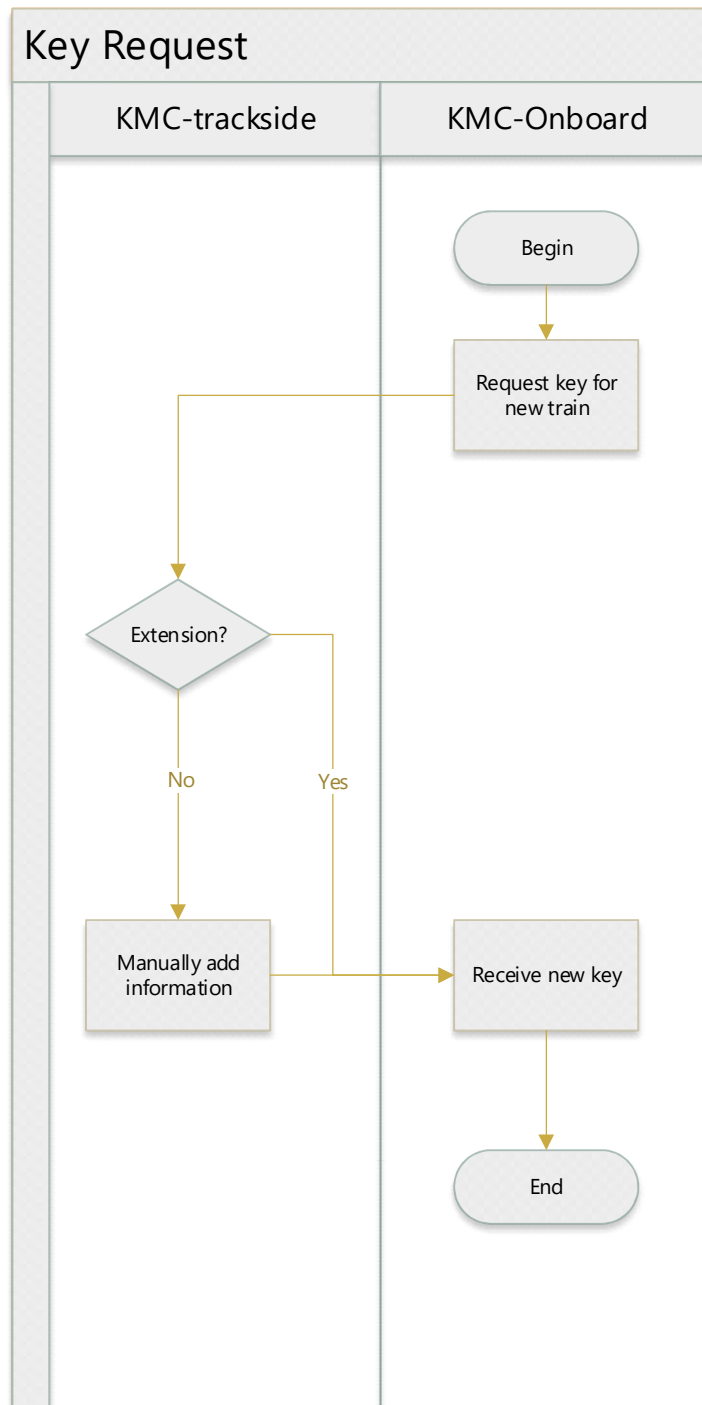 Key Request
KMC-trackside
KMC-Onboard
Begin
Request key for
new train
Extension?
No
Yes
Manually add
information
Receive new key
End